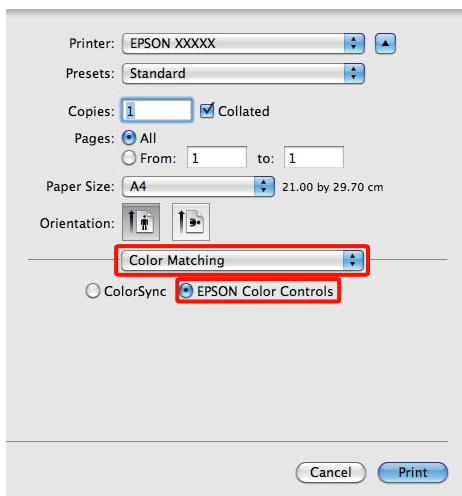 Printer: EPSON XXXXX
Presets: Standard
Copies: 1 Collated
Pages: All
From: 1 to: 1
Paper Size: A4 21.00 by 29.70 cm
Orientation:
Color Matching
ColorSync EPSON Color Controls
Cancel Print